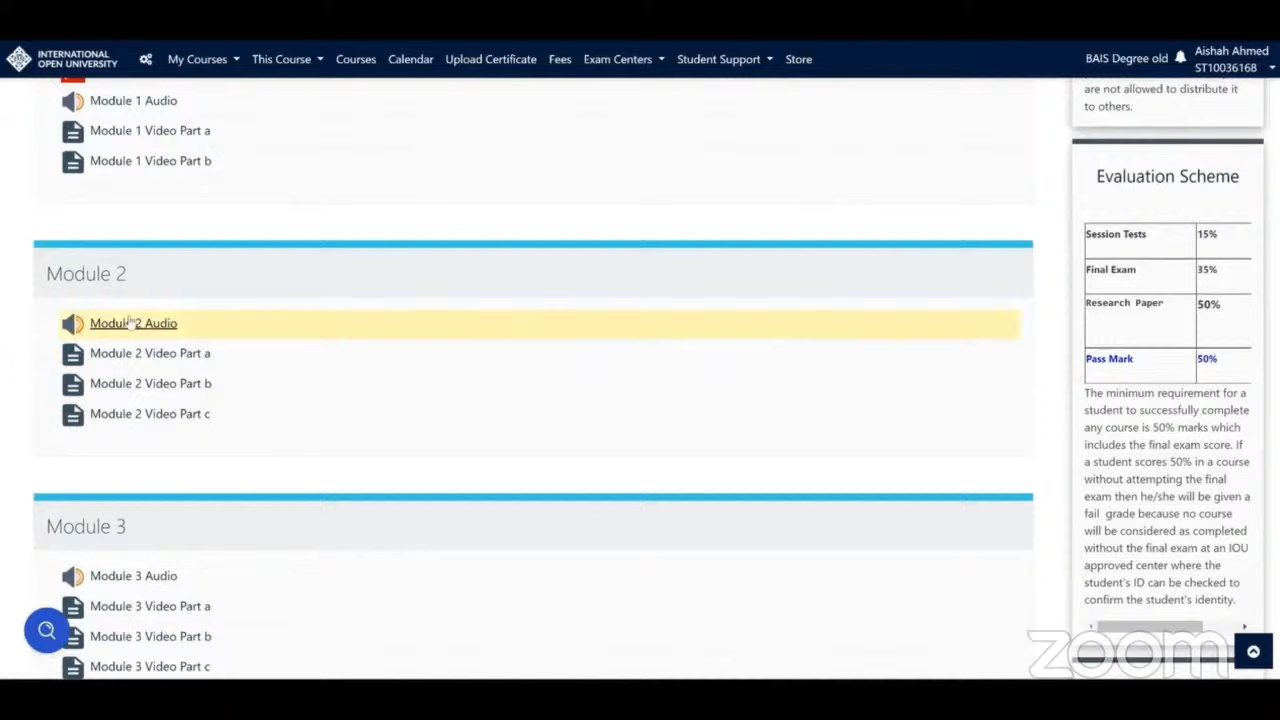 INTERNATIONAL
OPEN UNIVERSITY
My Courses
This Course
Courses
Calendar
Upload Certificate
Fees
Exam Centers
Student Support
Store
BAIS Degree old
Aishah Ahmed
ST10036168
Module 1 Audio
Module 1 Video Part a
Module 1 Video Part b
Module 2
Module 2 Audio
Module 2 Video Part a
Module 2 Video Part b
Module 2 Video Part c
Module 3
Module 3 Audio
Module 3 Video Part a
Module 3 Video Part b
Module 3 Video Part c
are not allowed to distribute it
to others.
Evaluation Scheme
Session Tests 15%
Final Exam 35%
Research Paper 50%
Pass Mark 50%
The minimum requirement for a
student to successfully complete
any course is 50% marks which
includes the final exam score. If
a student scores 50% in a course
without attempting the final
exam then he/she will be given a
fail grade because no course
will be considered as completed
without the final exam at an IOU
approved center where the
student's ID can be checked to
confirm the student's identity.
zoom